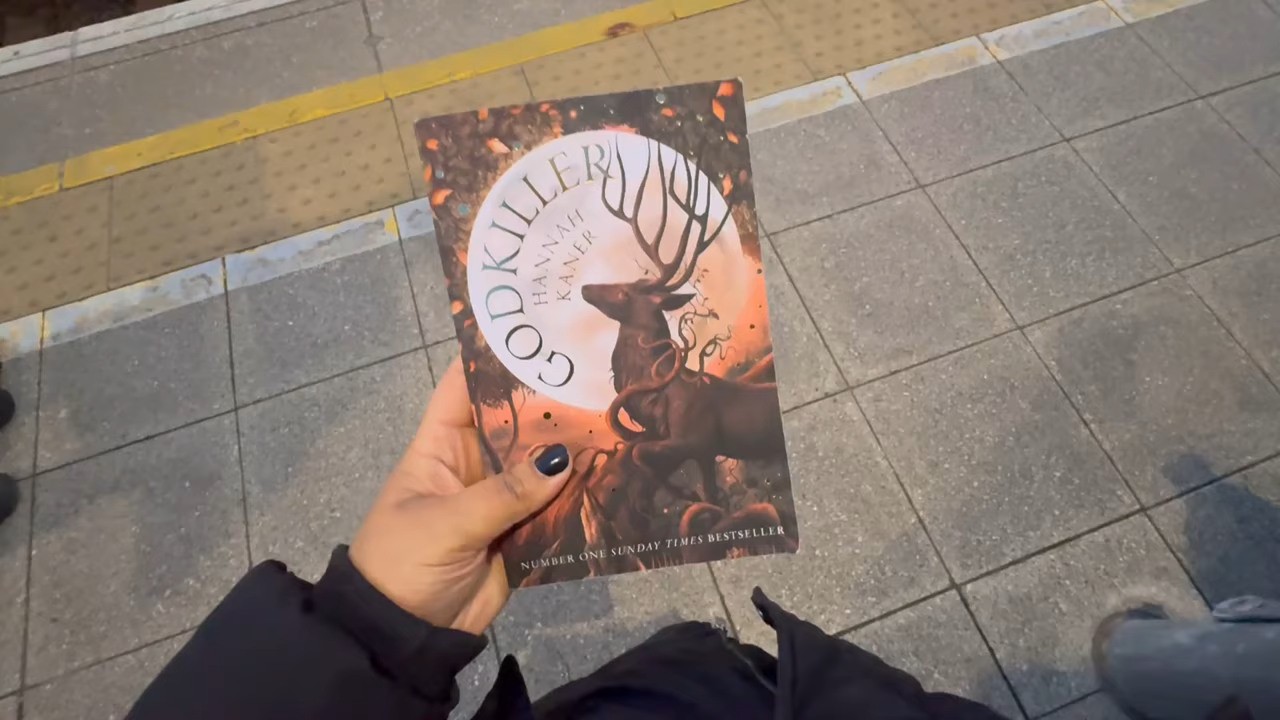 GODKILLER
HANNAH
KANER
NUMBER ONE SUNDAY TIMES BESTSELLER